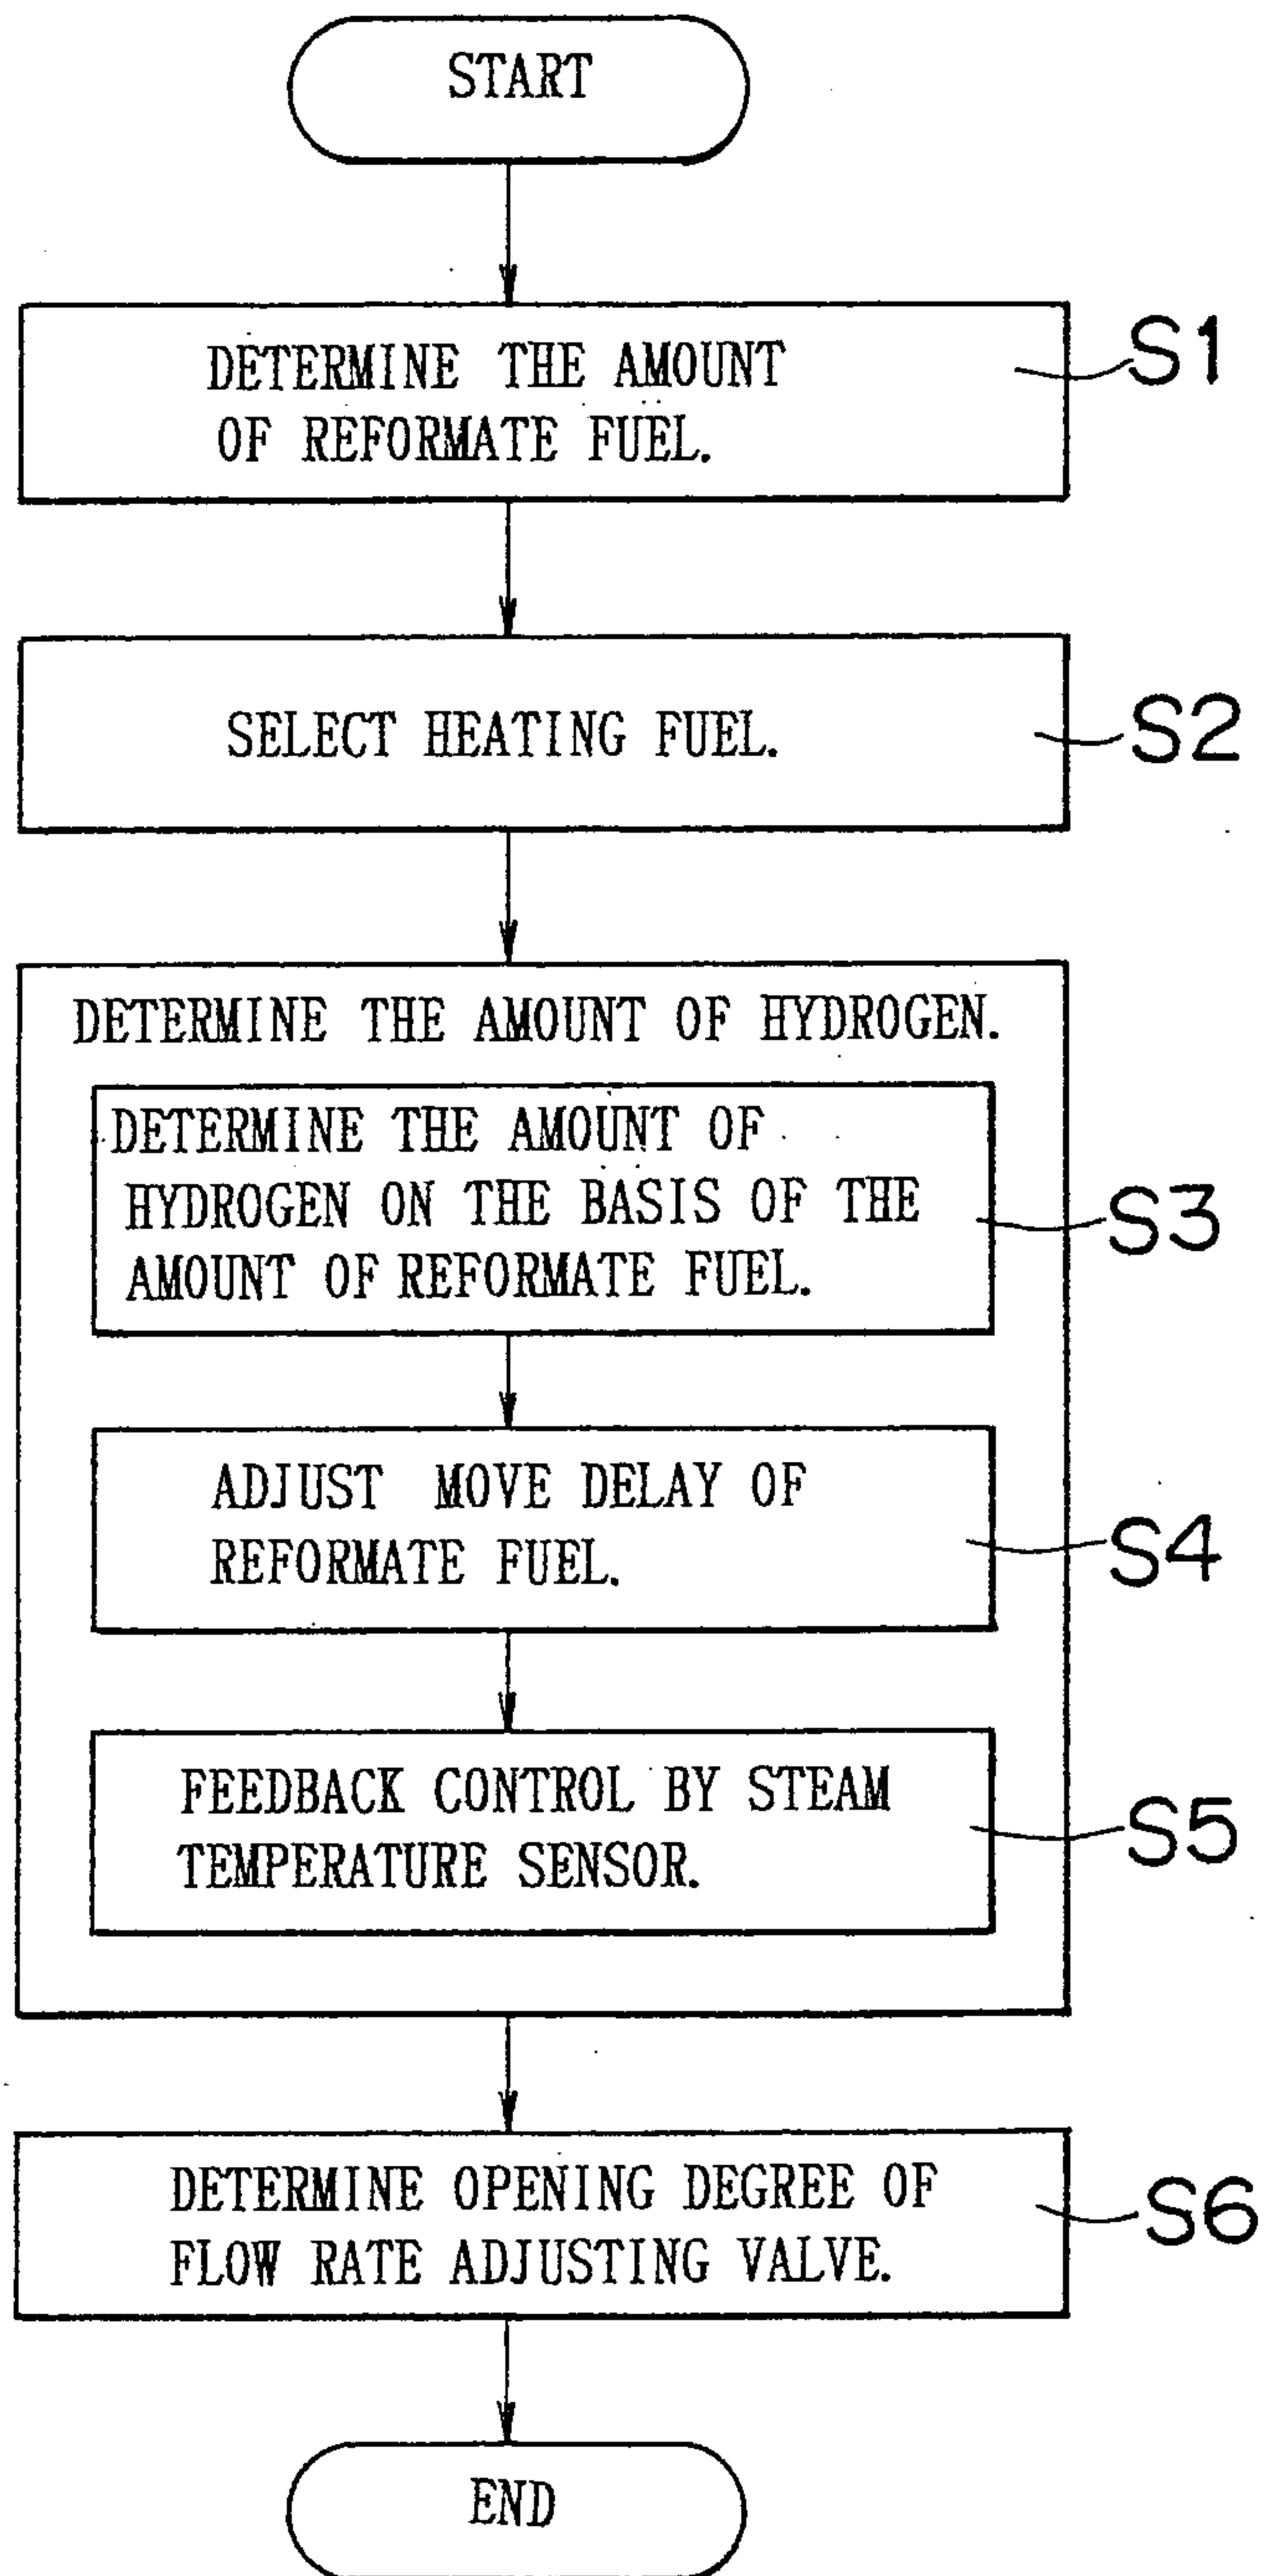 START
DETERMINE THE AMOUNT
OF REFORMATE FUEL.
S1
SELECT HEATING FUEL.
S2
DETERMINE THE AMOUNT OF HYDROGEN.
DETERMINE THE AMOUNT OF
HYDROGEN ON THE BASIS OF THE
AMOUNT OF REFORMATE FUEL.
S3
ADJUST MOVE DELAY OF
REFORMATE FUEL.
S4
FEEDBACK CONTROL BY STEAM
TEMPERATURE SENSOR.
S5
DETERMINE OPENING DEGREE OF
FLOW RATE ADJUSTING VALVE.
S6
END